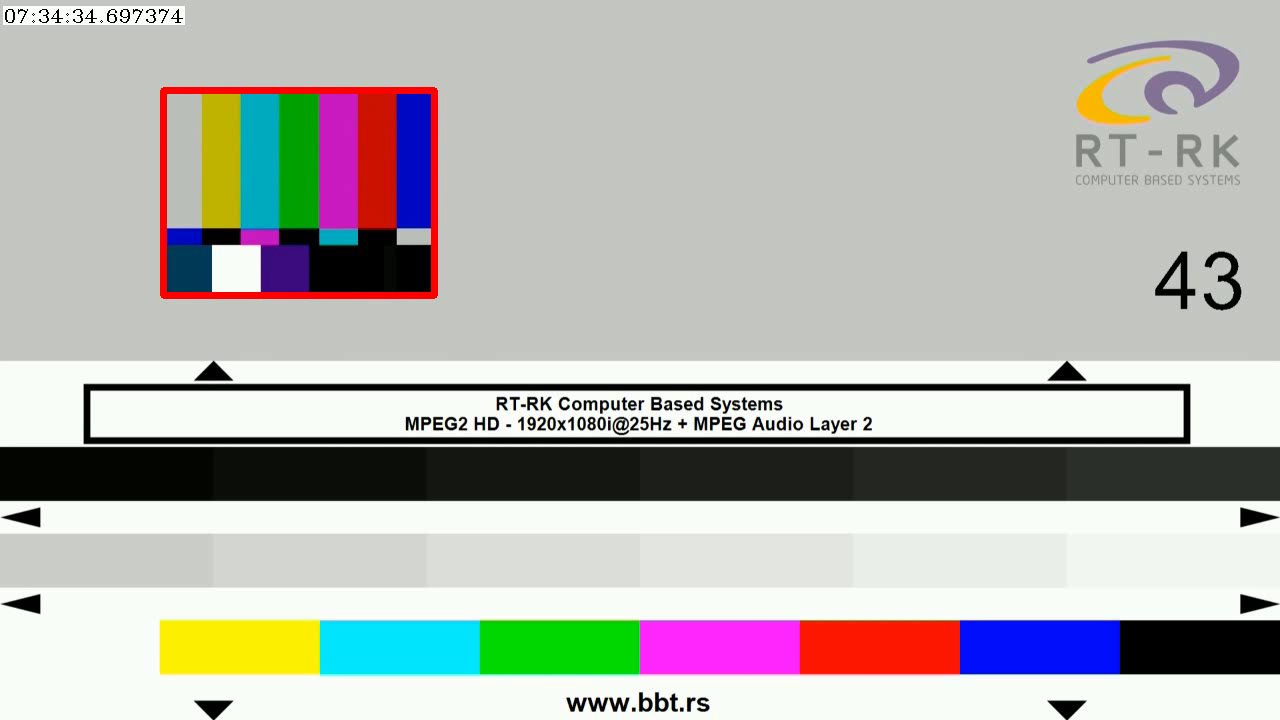 07:34:34.697374
RT-RK
COMPUTER BASED SYSTEMS
43
RT-RK Computer Based Systems
MPEG2 HD - 1920x1080i@25Hz + MPEG Audio Layer 2
www.bbt.rs